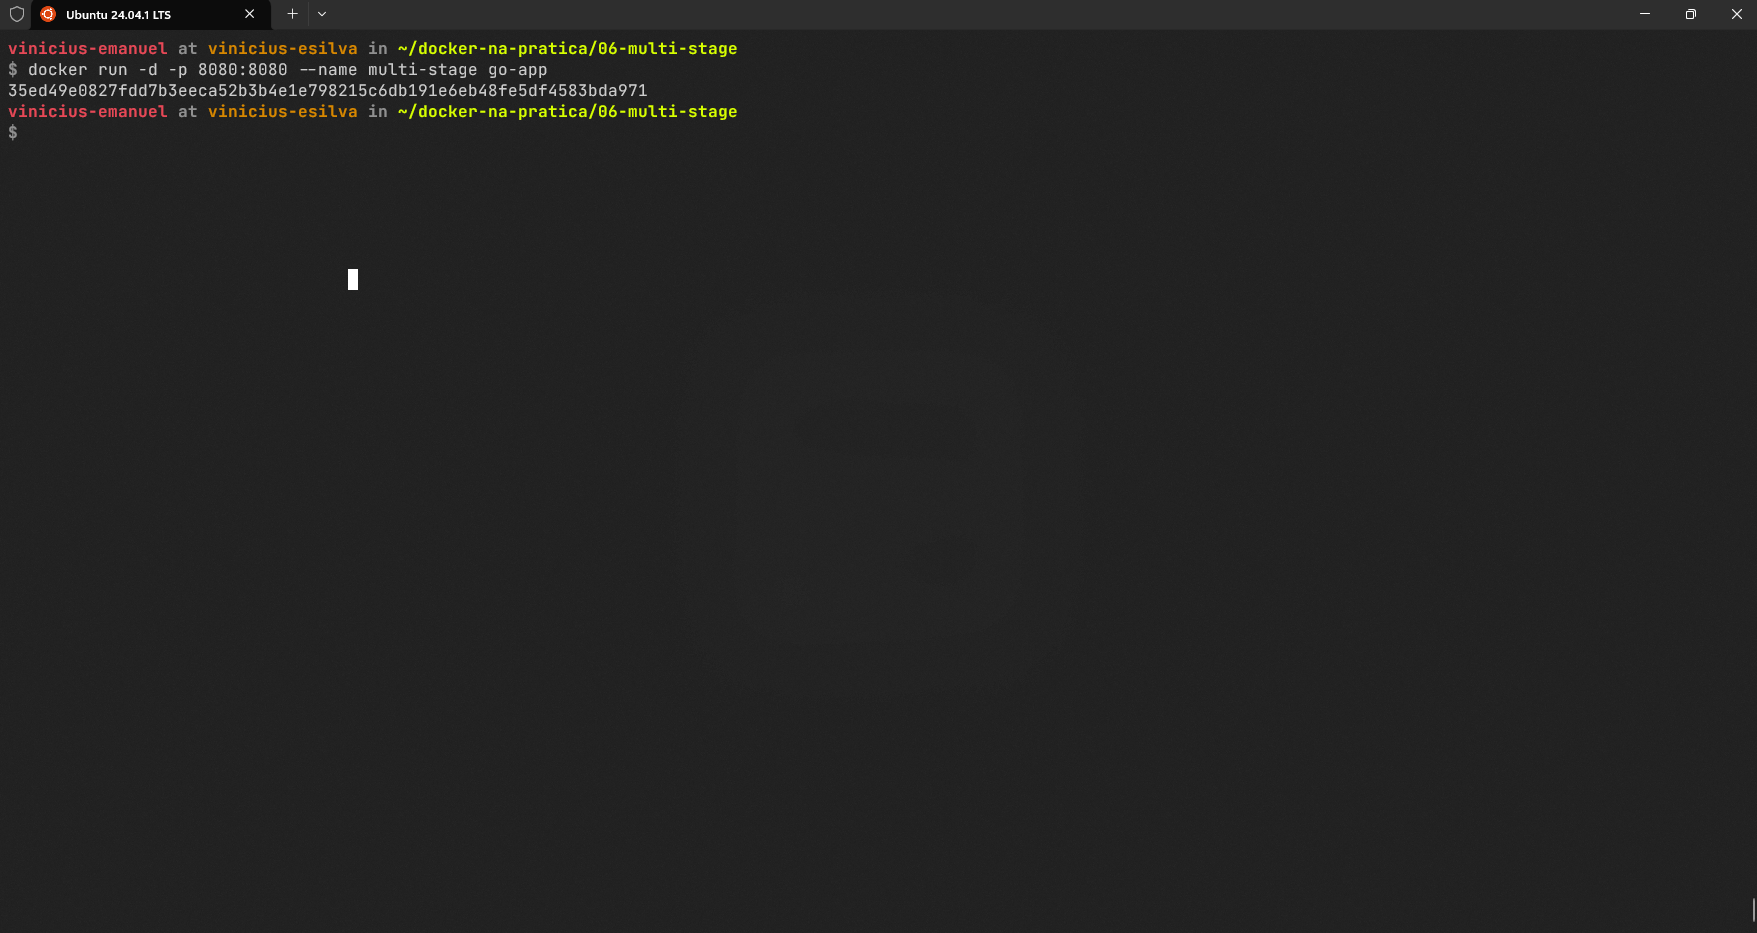 Ubuntu 24.04.1 LTS
vinicius-emanuel at vinicius-esilva in ~/docker-na-pratica/06-multi-stage
$ docker run -d -p 8080:8080 --name multi-stage go-app
35ed49e0827fdd7b3eeca52b3b4e1e798215c6db191e6eb48fe5df4583bda971
vinicius-emanuel at vinicius-esilva in ~/docker-na-pratica/06-multi-stage
$